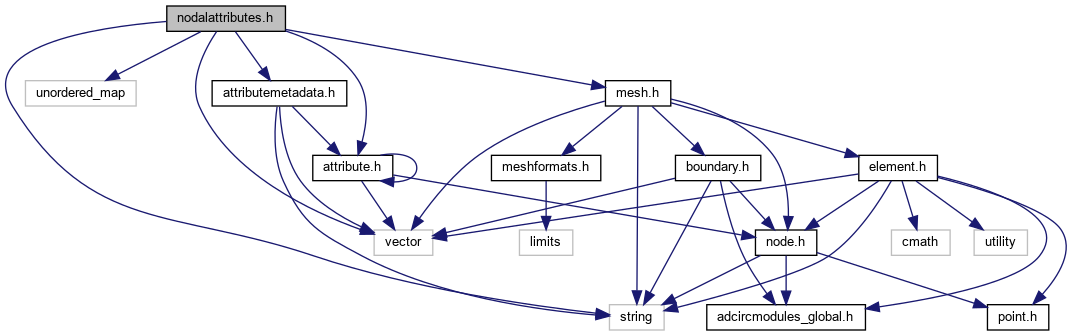 nodalattributes.h
unordered_map
attributemetadata.h
mesh.h
attribute.h
meshformats.h
boundary.h
element.h
vector
limits
node.h
cmath
utility
string
adcircmodules_global.h
point.h